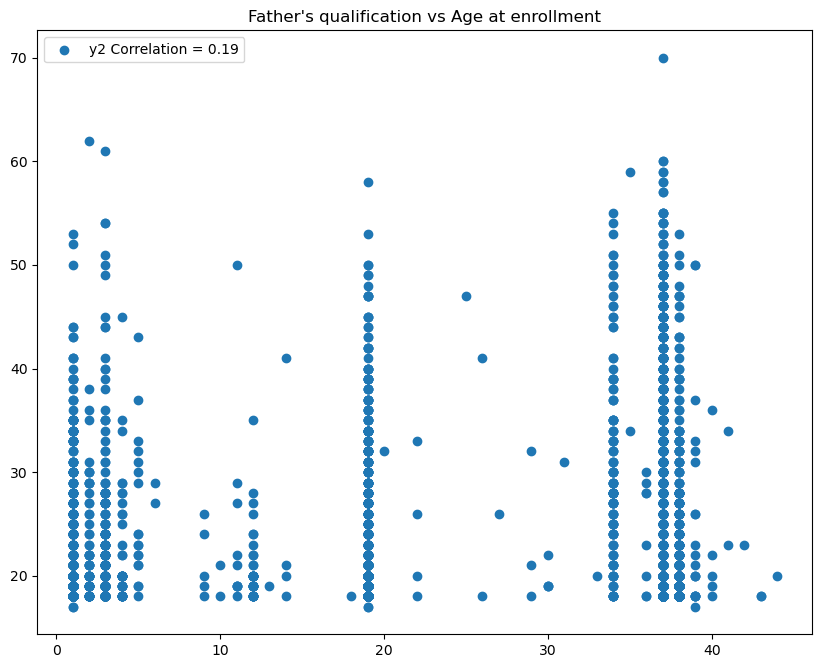 Father's qualification vs Age at enrollment
y2 Correlation = 0.19
70
60
50
40
30
20
0 10 20 30 40